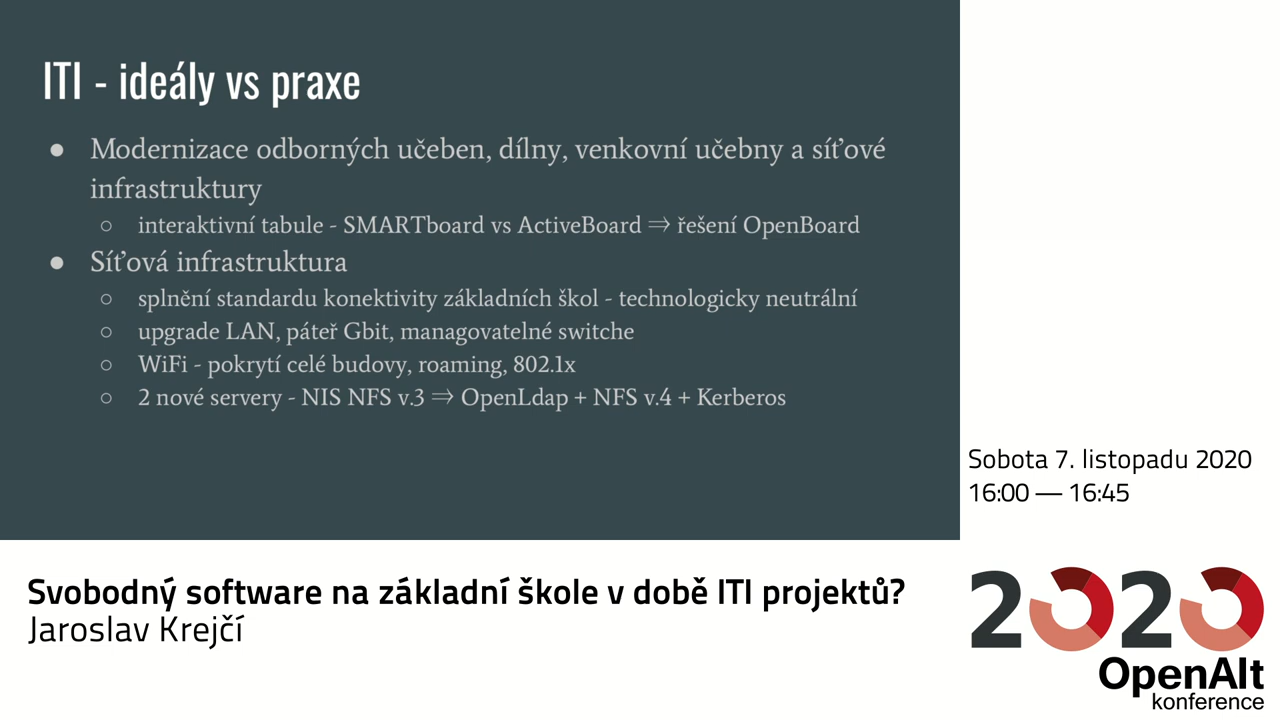 ITI - ideály vs praxe
● Modernizace odborných učeben, dílny, venkovní učebny a síťové
infrastruktury
○ interaktivní tabule - SMARTboard vs ActiveBoard ⇒ řešení OpenBoard
● Síťová infrastruktura
○ splnění standardu konektivity základních škol - technologicky neutrální
○ upgrade LAN, páteř Gbit, managovatelné switche
○ WiFi - pokrytí celé budovy, roaming, 802.1x
○ 2 nové servery - NIS NFS v.3 ⇒ OpenLdap + NFS v.4 + Kerberos
Sobota 7. listopadu 2020
16:00 — 16:45
Svobodný software na základní škole v době ITI projektů?
Jaroslav Krejčí
2020
OpenAlt
konference